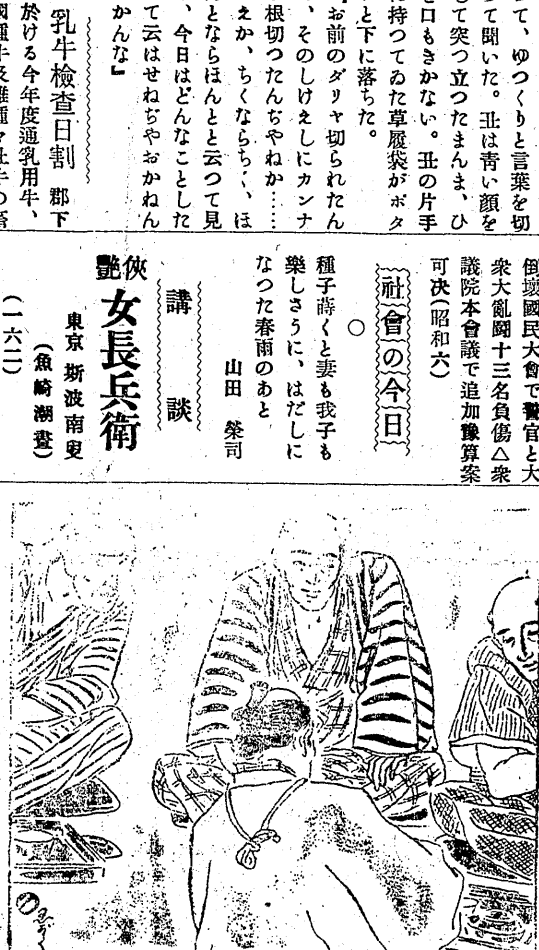 て、ゆつくりと言葉を切
て聞いた。丑は青い顔を
て突つ立つたまんま、ひ
口もきかない。丑の片手
に持つてゐた草履袋がボタ
と下に落ちた。
お前のダリヤ切られたん
、そのしけえしにカンナ
根切つたんぢやねか……
えか、ちくならちく、ほ
とならほんとと云つて見
、今日はどんなことした
て云はせねぢやおかねん
かんな』
乳牛檢査日割 郡下
於ける今年度通乳用牛、
倒壞國民大會で警官と大
衆大亂鬪十三名負傷△衆
議院本會議で追加豫算案
可决(昭和六)
社會の今日
○
種子蒔くと妻も我子も
樂しさうに、はだしに
なつた春雨のあと
山田 榮司
講談
俠艷 女長兵衛
東京 斯波南叟
(魚崎潮畫)
(一六二)